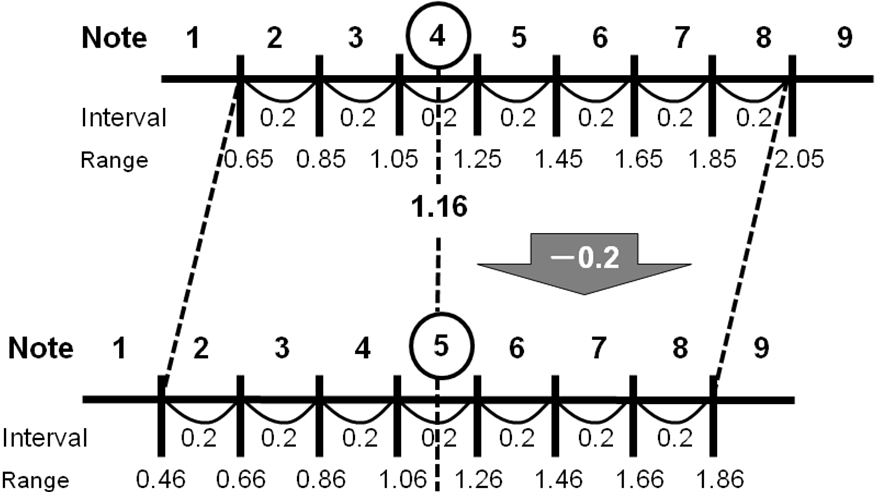 Note 1 2 3 4 5 6 7 8 9
Interval 0.2 0.2 0.2 0.2 0.2 0.2 0.2
Range 0.65 0.85 1.05 1.25 1.45 1.65 1.85 2.05
1.16
−0.2
Note 1 2 3 4 5 6 7 8 9
Interval 0.2 0.2 0.2 0.2 0.2 0.2 0.2
Range 0.46 0.66 0.86 1.06 1.26 1.46 1.66 1.86